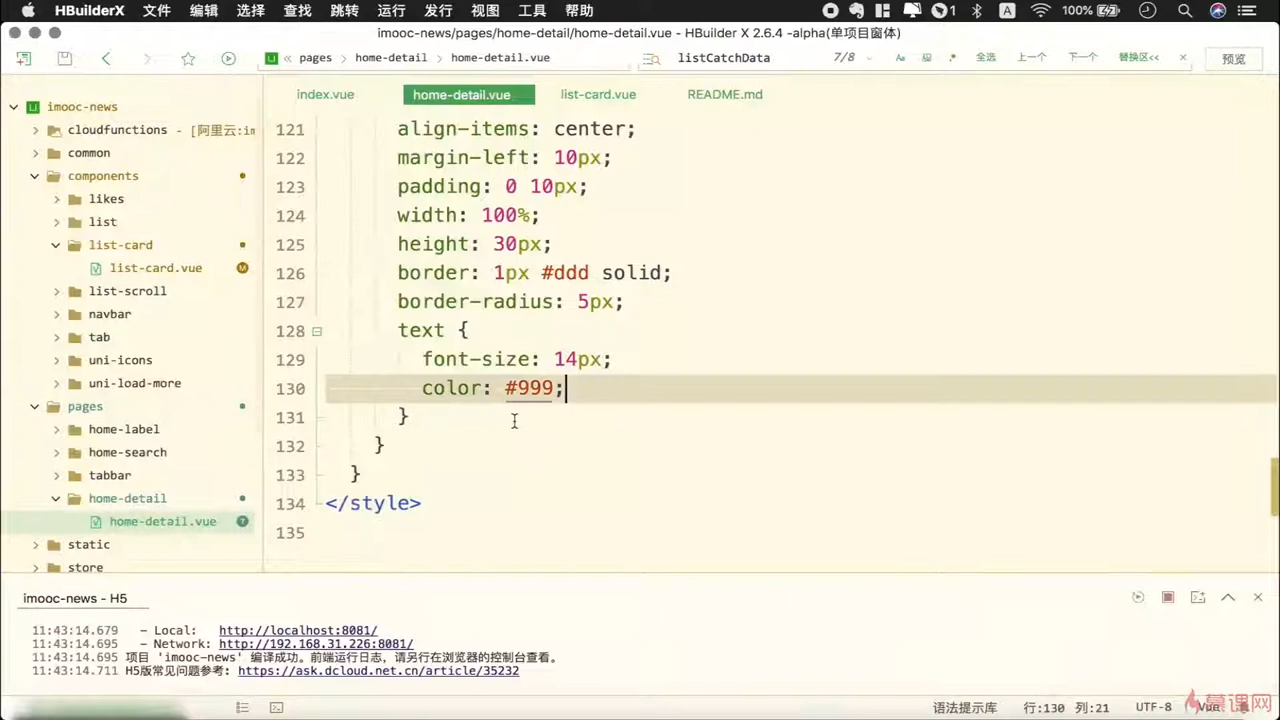 HBuilderX 文件 编辑 选择 查找 跳转 运行 发行 视图 工具 帮助 1 A 100%
imooc-news/pages/home-detail/home-detail.vue - HBuilder X 2.6.4 -alpha(单项目窗体)
« pages › home-detail › home-detail.vue listCatchData 7/8 Aa .* 全选 上一个 下一个 替换区<< × 预览
index.vue home-detail.vue list-card.vue README.md
imooc-news
cloudfunctions - [阿里云:im
common
components
likes
list
list-card
list-card.vue M
list-scroll
navbar
tab
uni-icons
uni-load-more
pages
home-label
home-search
tabbar
home-detail
home-detail.vue ?
static
store
121 align-items: center;
122 margin-left: 10px;
123 padding: 0 10px;
124 width: 100%;
125 height: 30px;
126 border: 1px #ddd solid;
127 border-radius: 5px;
128 text {
129 font-size: 14px;
130 color: #999;
131 }
132 }
133 }
134 </style>
135
imooc-news - H5
11:43:14.679 - Local: http://localhost:8081/
11:43:14.695 - Network: http://192.168.31.226:8081/
11:43:14.695 项目 'imooc-news' 编译成功。前端运行日志，请另行在浏览器的控制台查看。
11:43:14.711 H5版常见问题参考: https://ask.dcloud.net.cn/article/35232
语法提示库 行:130 列:21 UTF-8 Vue
慕课网